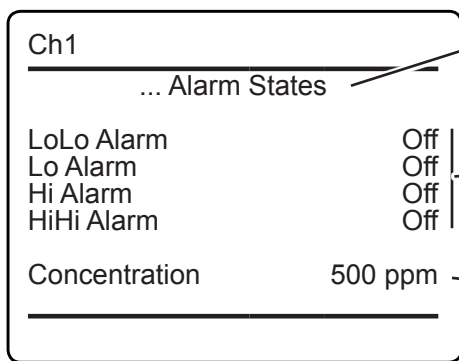 Ch1
... Alarm States
LoLo Alarm Off
Lo Alarm Off
Hi Alarm Off
HiHi Alarm Off
Concentration 500 ppm